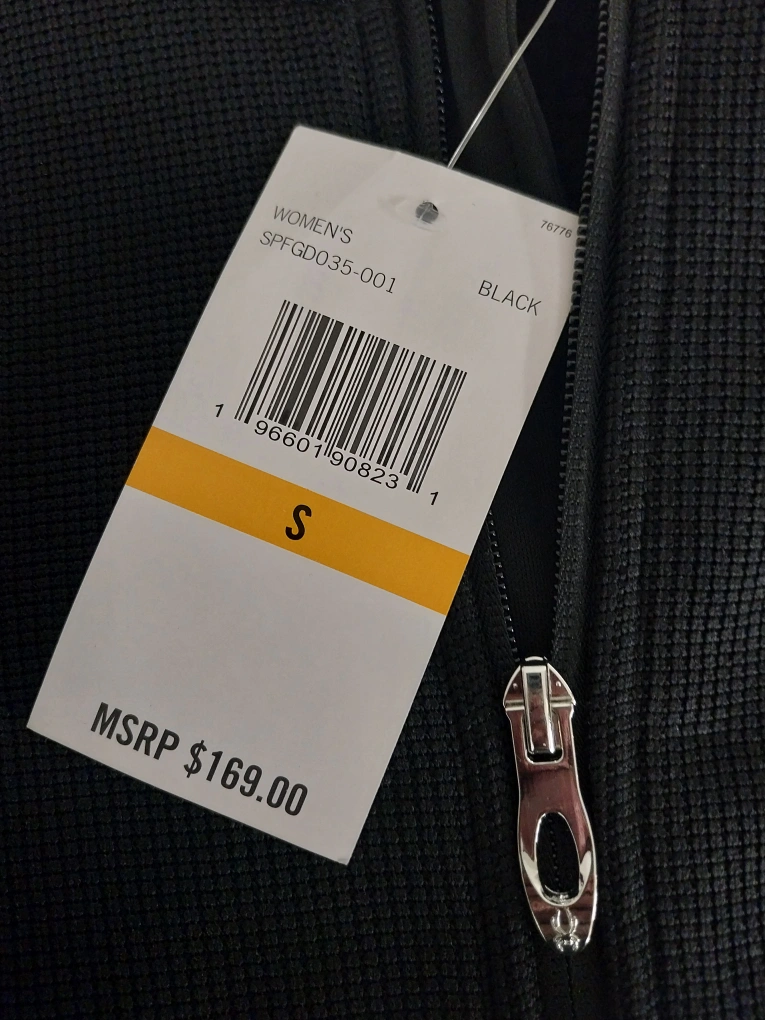 76776
WOMEN'S
SPFGD035-001
BLACK
1 96601 90823 1
S
MSRP $169.00